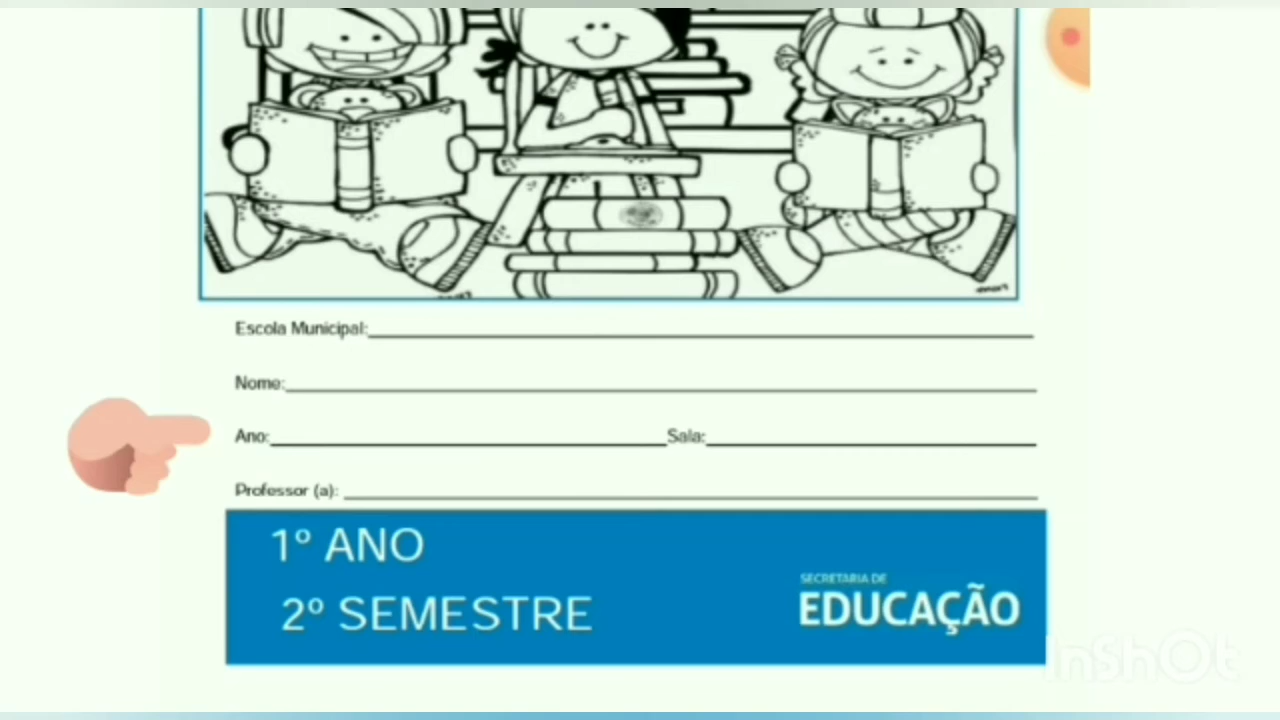 Escola Municipal:
Nome:
Ano: Sala:
Professor (a):
1º ANO
2º SEMESTRE
SECRETARIA DE
EDUCAÇÃO
InShOt